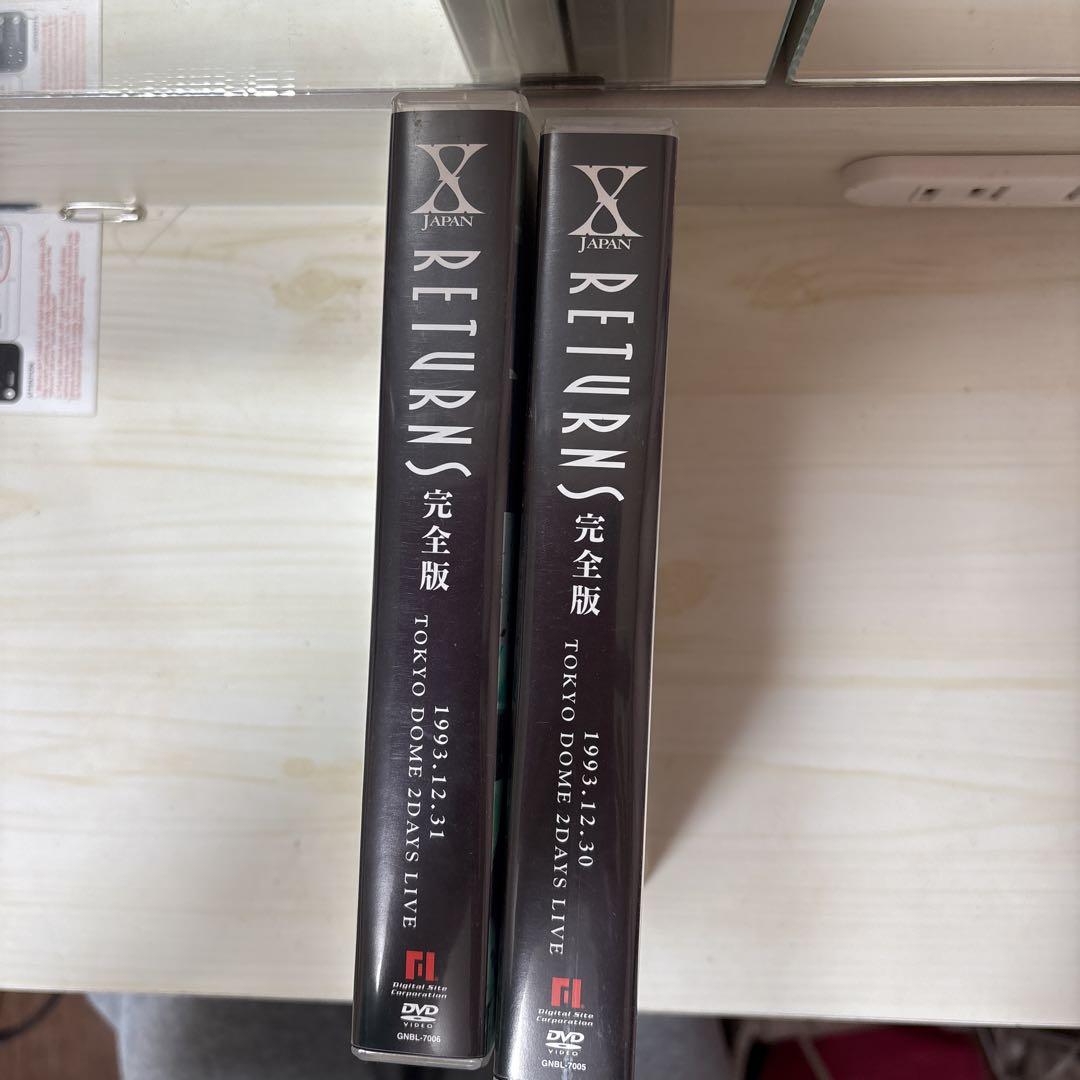 X
JAPAN
RETURNS
完全版
1993.12.31
TOKYO DOME 2DAYS LIVE
Digital Site
Corporation
DVD
VIDEO
GNBL-7006
X
JAPAN
RETURNS
完全版
1993.12.30
TOKYO DOME 2DAYS LIVE
Digital Site
Corporation
DVD
VIDEO
GNBL-7005